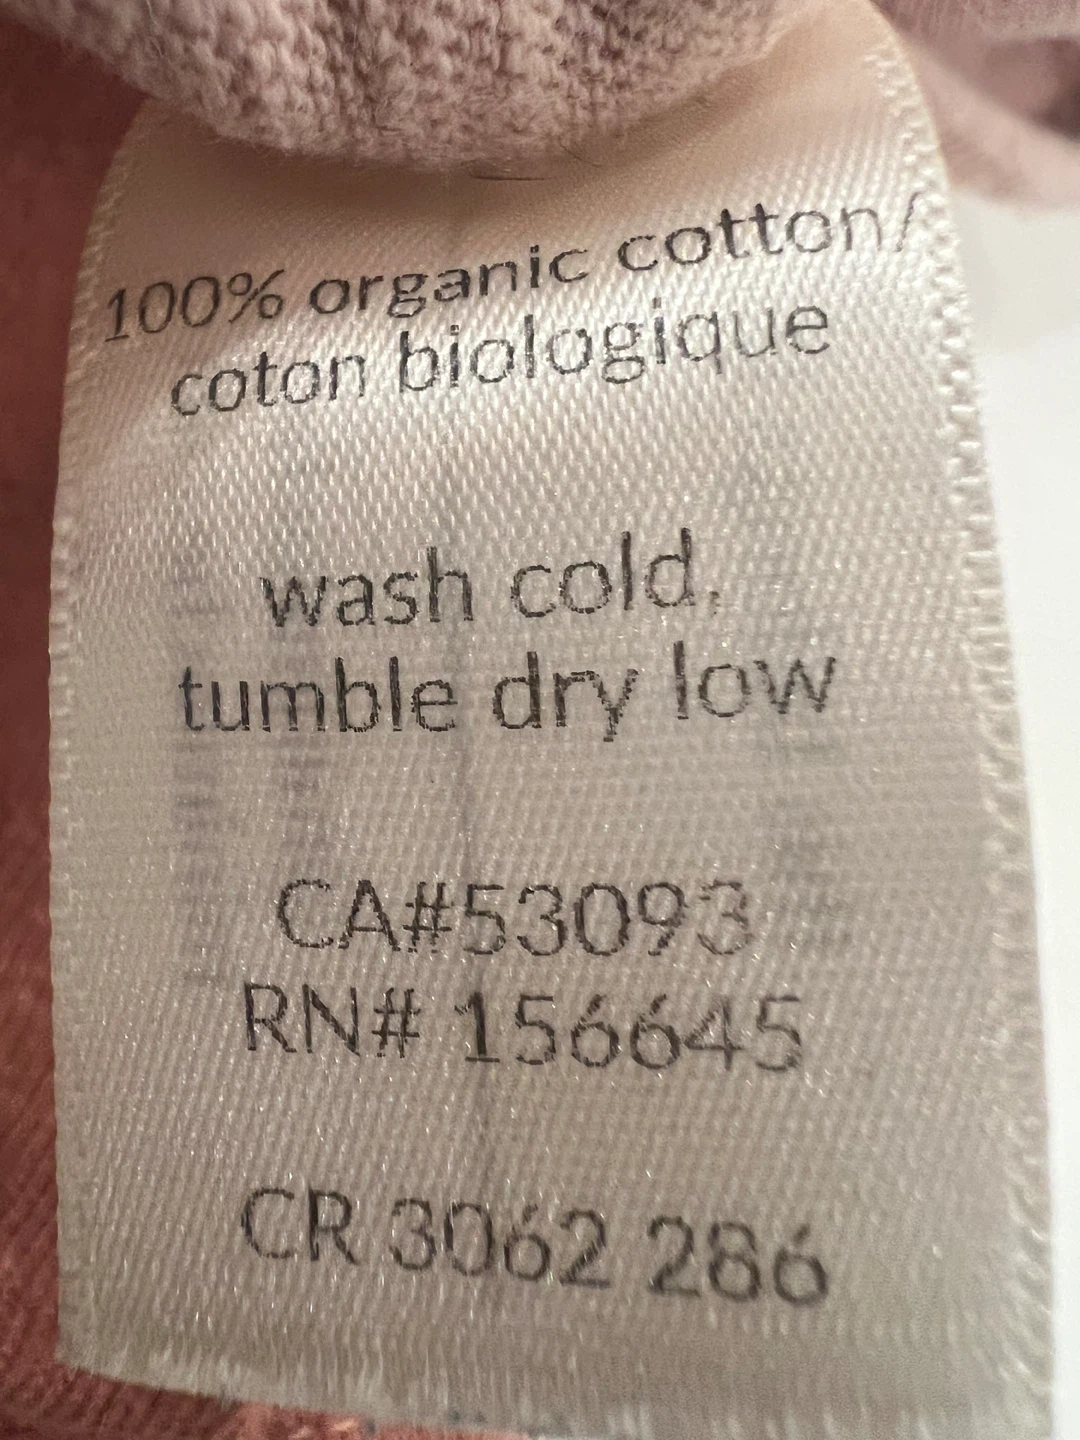 100% organic cotton/
coton biologique
wash cold,
tumble dry low
CA#53093
RN# 156645
CR 3062 286